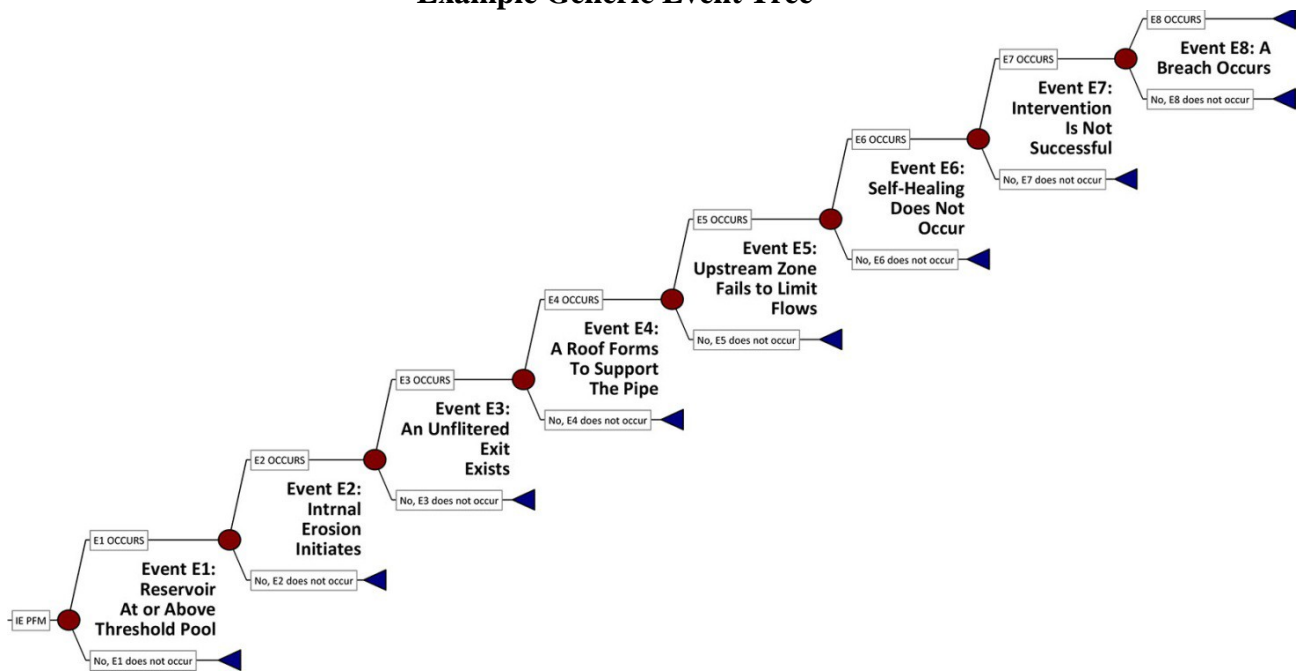 Example Generic Event Tree
E8 OCCURS
Event E8: A
Breach Occurs
No, E8 does not occur
E7 OCCURS
Event E7:
Intervention
Is Not
Successful
No, E7 does not occur
E6 OCCURS
Event E6:
Self-Healing
Does Not
Occur
No, E6 does not occur
E5 OCCURS
Event E5:
Upstream Zone
Fails to Limit
Flows
No, E5 does not occur
E4 OCCURS
Event E4:
A Roof Forms
To Support
The Pipe
No, E4 does not occur
E3 OCCURS
Event E3:
An Unflitered
Exit
Exists
No, E3 does not occur
E2 OCCURS
Event E2:
Intrnal
Erosion
Initiates
No, E2 does not occur
E1 OCCURS
Event E1:
Reservoir
At or Above
Threshold Pool
IE PFM
No, E1 does not occur